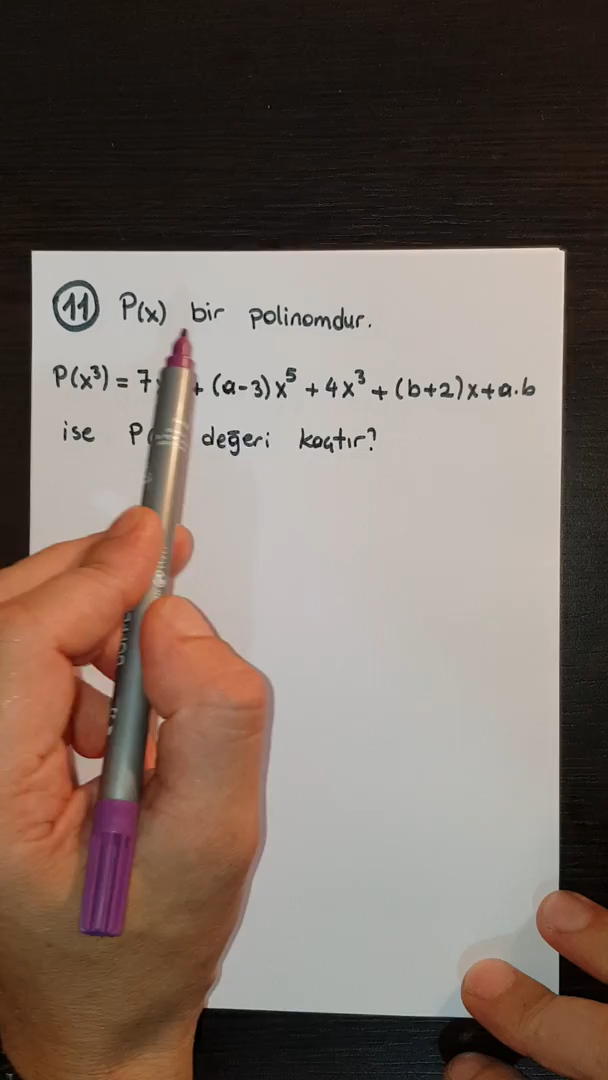 11 P(x) bir polinomdur.
P(x³) = 7 + (a-3)x⁵ + 4x³ + (b+2)x+a.b
ise P( değeri kaçtır?